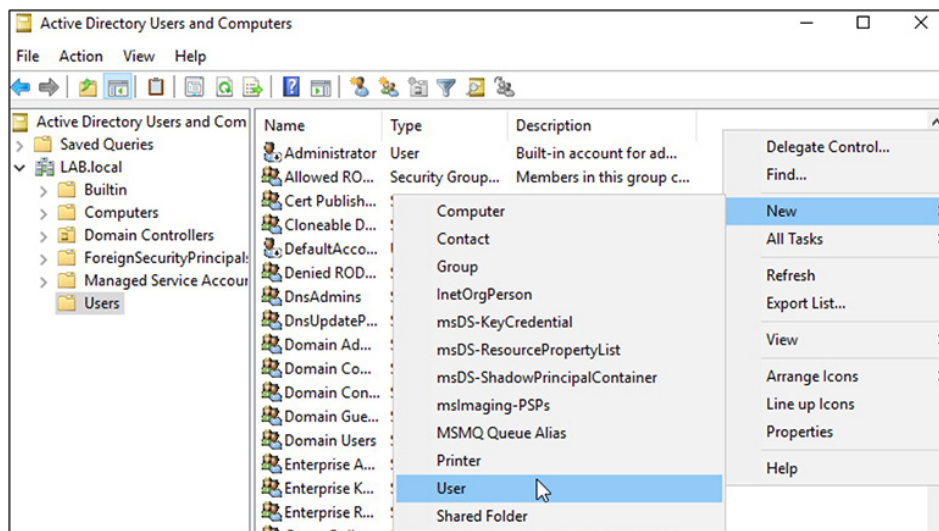 Active Directory Users and Computers
File Action View Help
Active Directory Users and Com
Saved Queries
LAB.local
Builtin
Computers
Domain Controllers
ForeignSecurityPrincipals
Managed Service Accour
Users
Name Type Description
Administrator User Built-in account for ad...
Allowed RO... Security Group... Members in this group c...
Cert Publish...
Cloneable D...
DefaultAcco...
Denied ROD...
DnsAdmins
DnsUpdateP...
Domain Ad...
Domain Co...
Domain Con...
Domain Gue...
Domain Users
Enterprise A...
Enterprise K...
Enterprise R...
Computer
Contact
Group
InetOrgPerson
msDS-KeyCredential
msDS-ResourcePropertyList
msDS-ShadowPrincipalContainer
msImaging-PSPs
MSMQ Queue Alias
Printer
User
Shared Folder
Delegate Control...
Find...
New
All Tasks
Refresh
Export List...
View
Arrange Icons
Line up Icons
Properties
Help